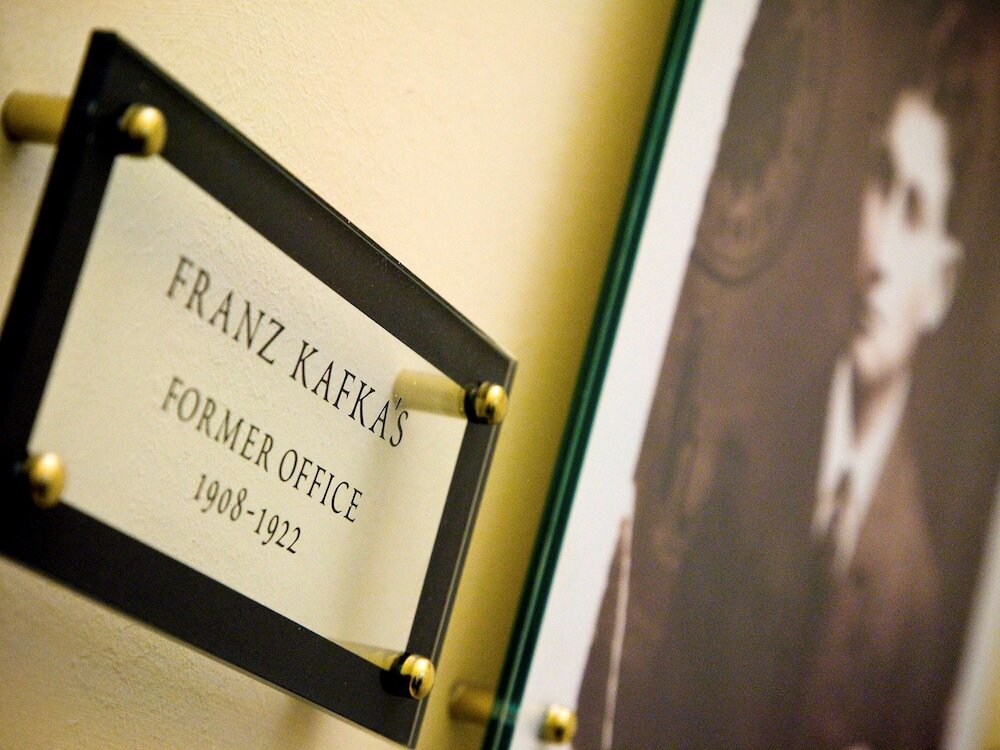 FRANZ KAFKA'S
FORMER OFFICE
1908-1922